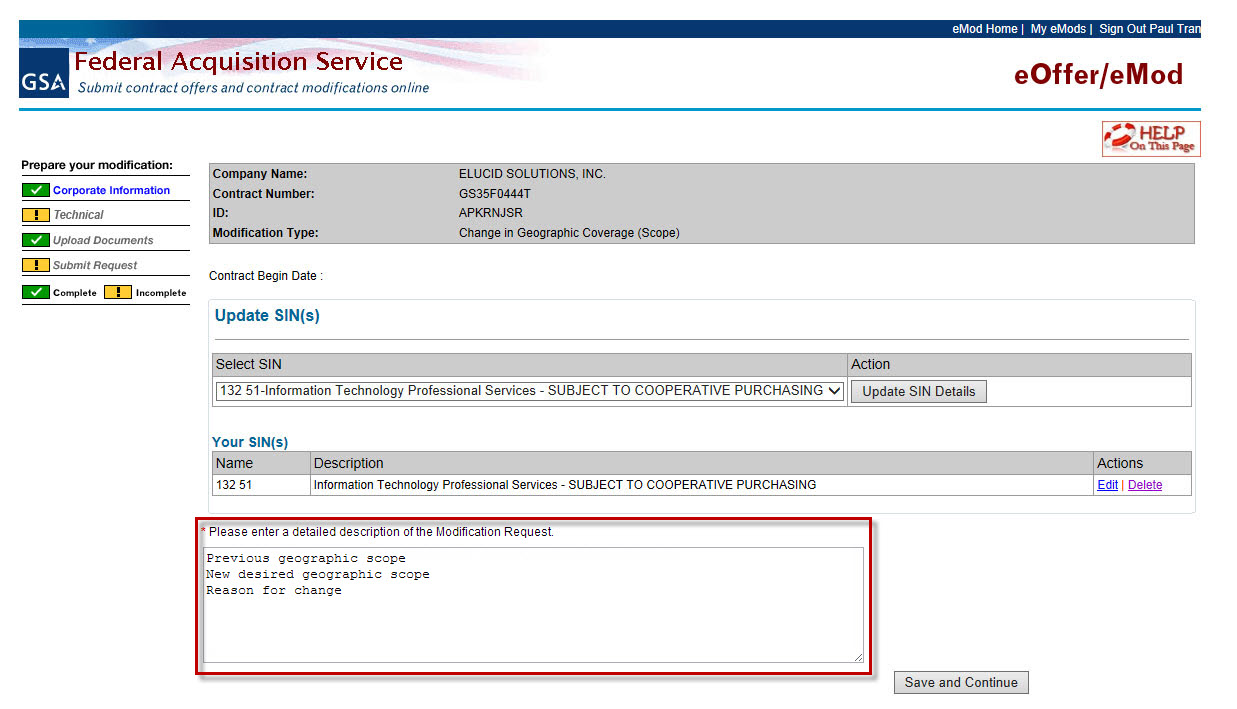 eMod Home | My eMods | Sign Out Paul Tran
GSA
Federal Acquisition Service
Submit contract offers and contract modifications online
eOffer/eMod
HELP
On This Page
Prepare your modification:
Corporate Information
! Technical
Upload Documents
! Submit Request
Complete ! Incomplete
Company Name: ELUCID SOLUTIONS, INC.
Contract Number: GS35F0444T
ID: APKRNJSR
Modification Type: Change in Geographic Coverage (Scope)
Contract Begin Date :
Update SIN(s)
Select SIN Action
132 51-Information Technology Professional Services - SUBJECT TO COOPERATIVE PURCHASING Update SIN Details
Your SIN(s)
Name Description Actions
132 51 Information Technology Professional Services - SUBJECT TO COOPERATIVE PURCHASING Edit | Delete
* Please enter a detailed description of the Modification Request.
Previous geographic scope
New desired geographic scope
Reason for change
Save and Continue